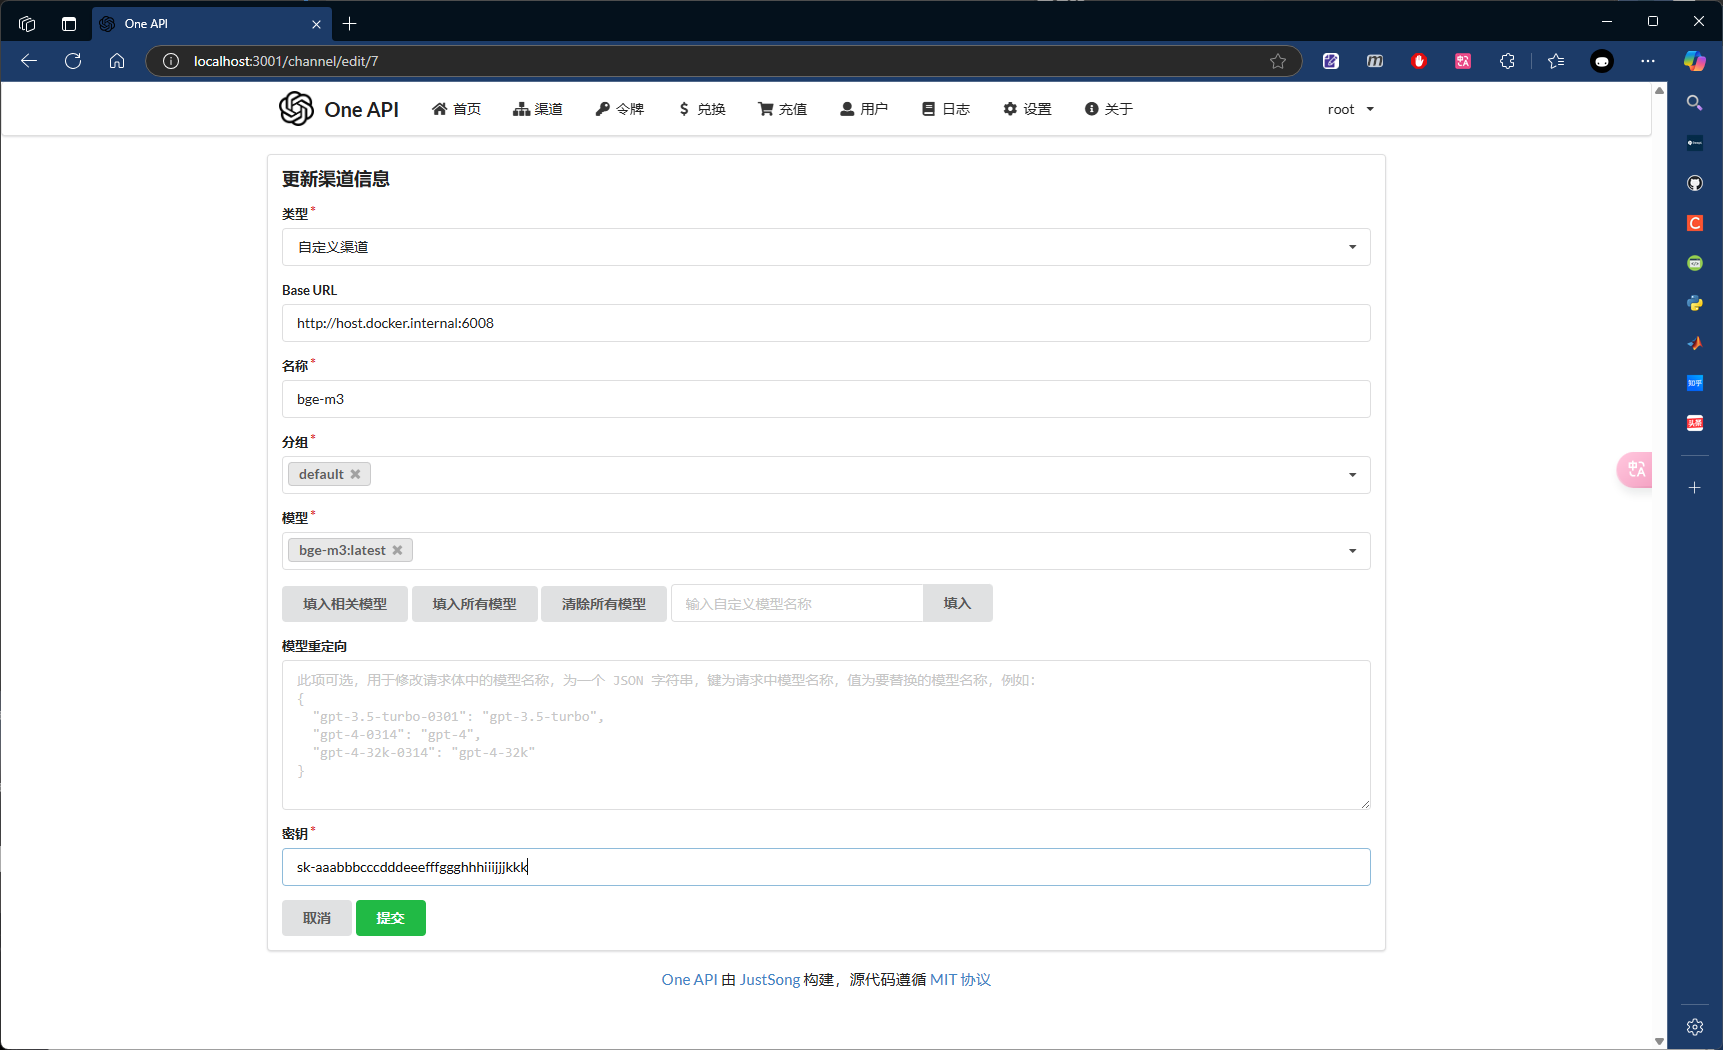 One API
localhost:3001/channel/edit/7
One API 首页 渠道 令牌 兑换 充值 用户 日志 设置 关于 root
更新渠道信息
类型*
自定义渠道
Base URL
http://host.docker.internal:6008
名称*
bge-m3
分组*
default
模型*
bge-m3:latest
填入相关模型 填入所有模型 清除所有模型 输入自定义模型名称 填入
模型重定向
此项可选，用于修改请求体中的模型名称，为一个 JSON 字符串，键为请求中模型名称，值为要替换的模型名称，例如：
{
"gpt-3.5-turbo-0301": "gpt-3.5-turbo",
"gpt-4-0314": "gpt-4",
"gpt-4-32k-0314": "gpt-4-32k"
}
密钥*
sk-aaabbbcccdddeeefffggghhhiiijjjkkk
取消 提交
One API 由 JustSong 构建，源代码遵循 MIT 协议
知乎
头条